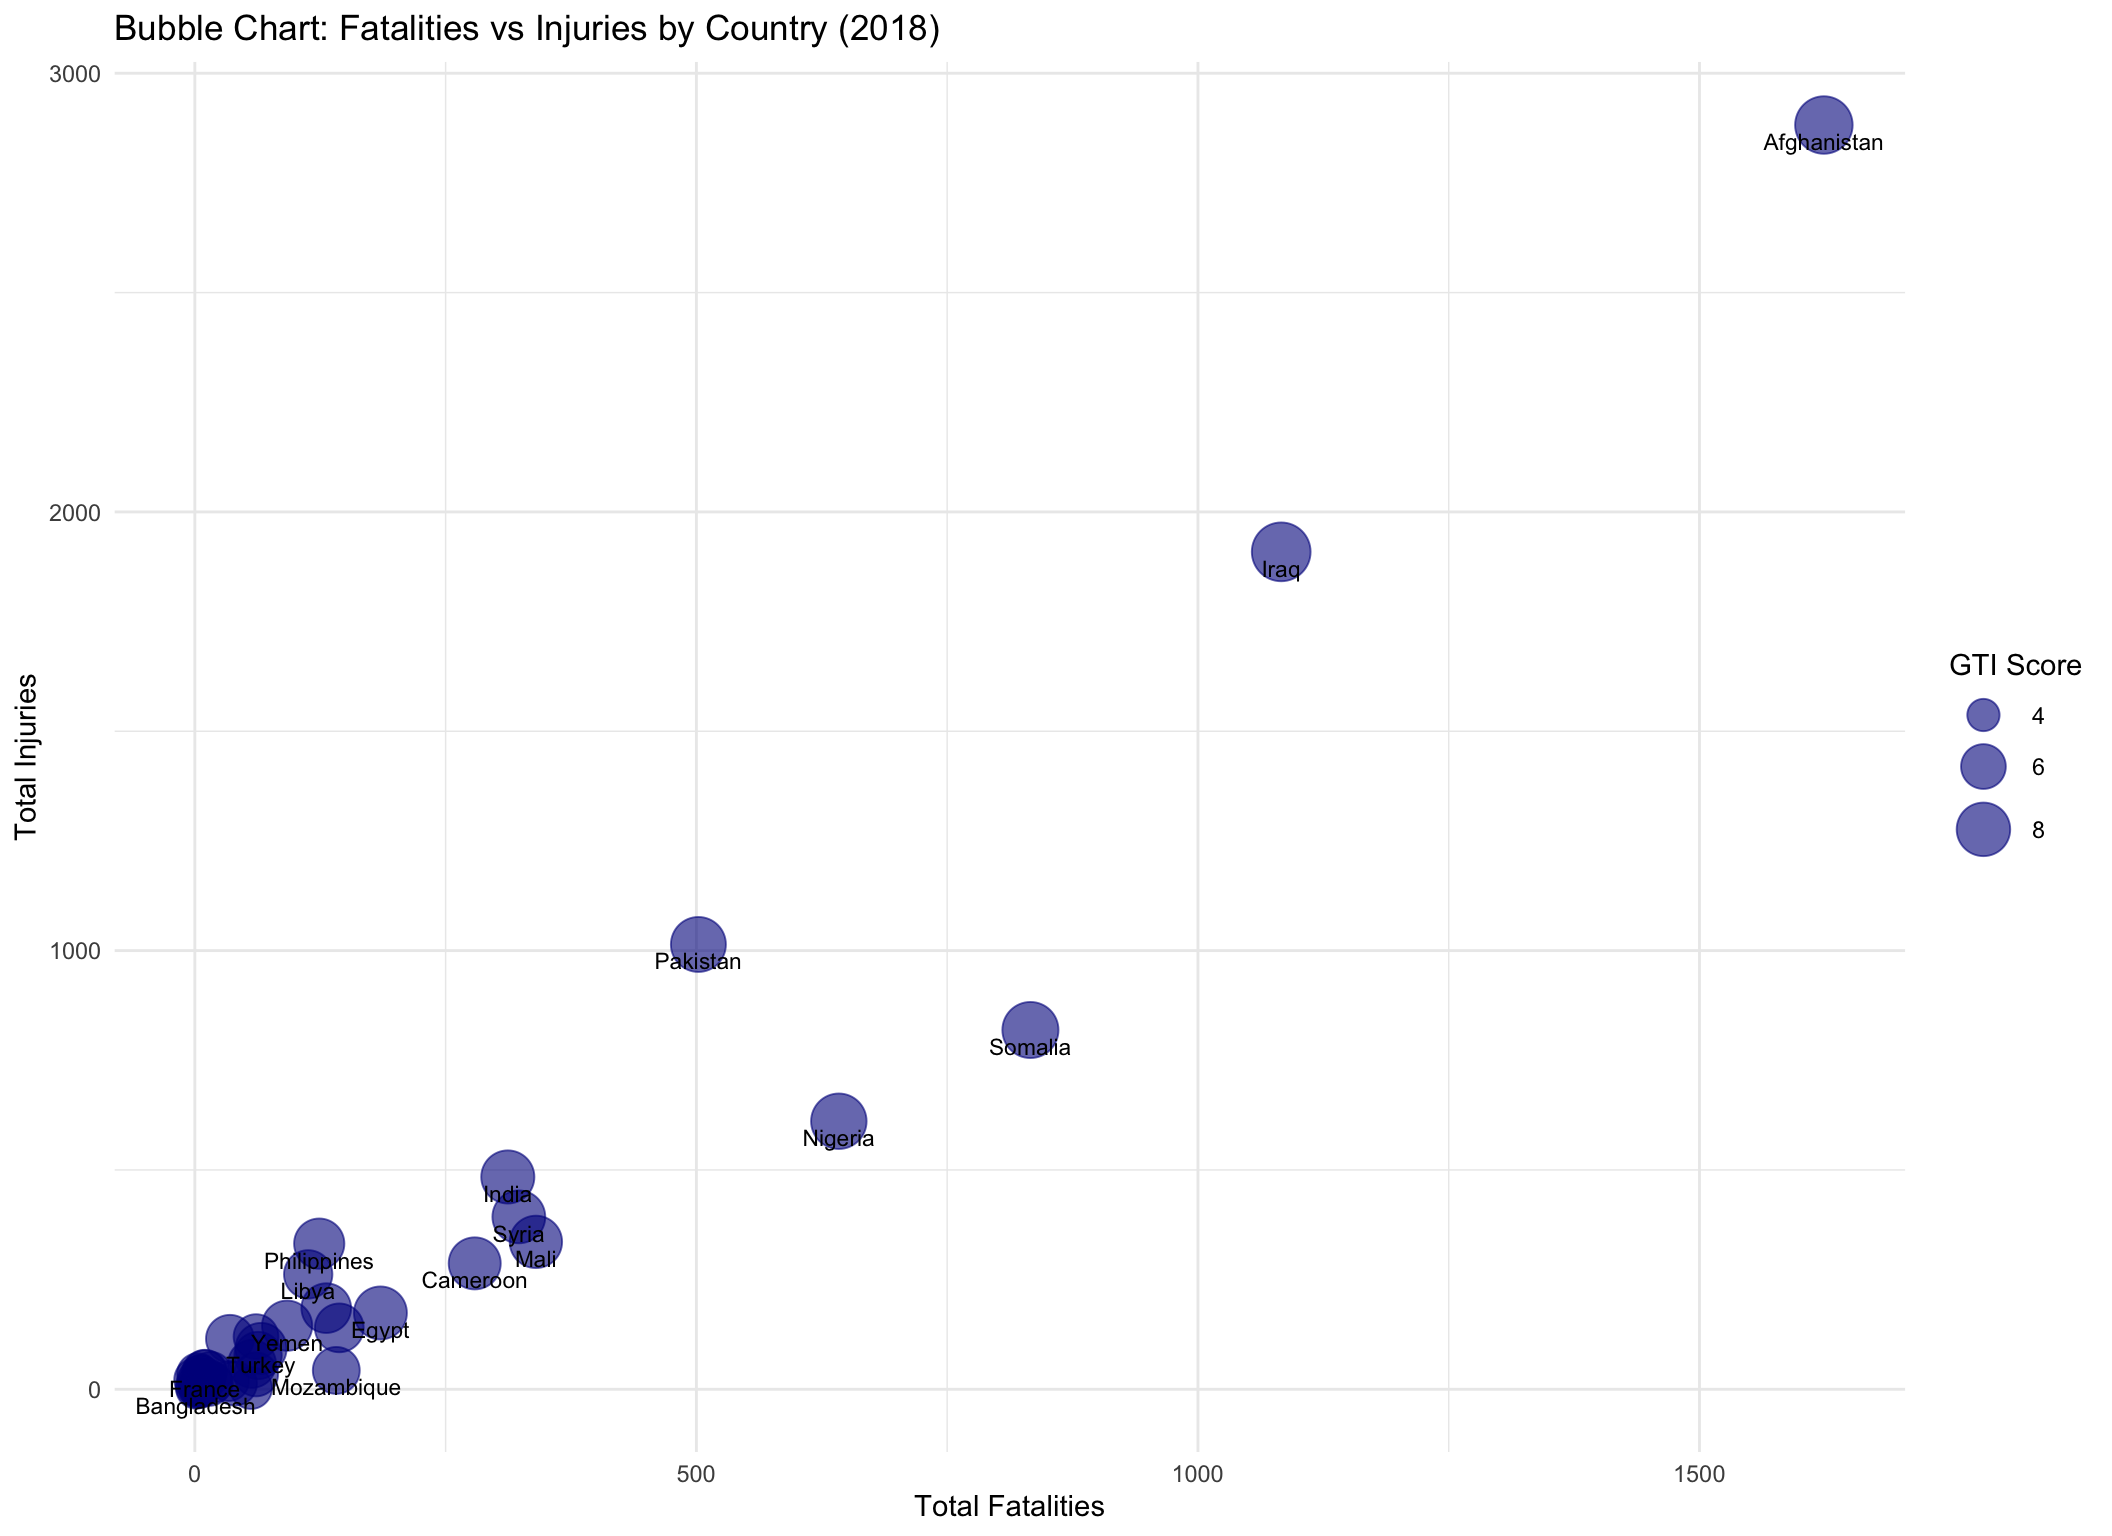 Bubble Chart: Fatalities vs Injuries by Country (2018)
3000
Afghanistan
2000
Iraq
GTI Score
4
6
8
Total Injuries
1000
Pakistan
Somalia
Nigeria
India
Syria
Mali
Philippines
Cameroon
Libya
Egypt
Yemen
Turkey
Mozambique
France
0
Bangladesh
0
500
1000
1500
Total Fatalities